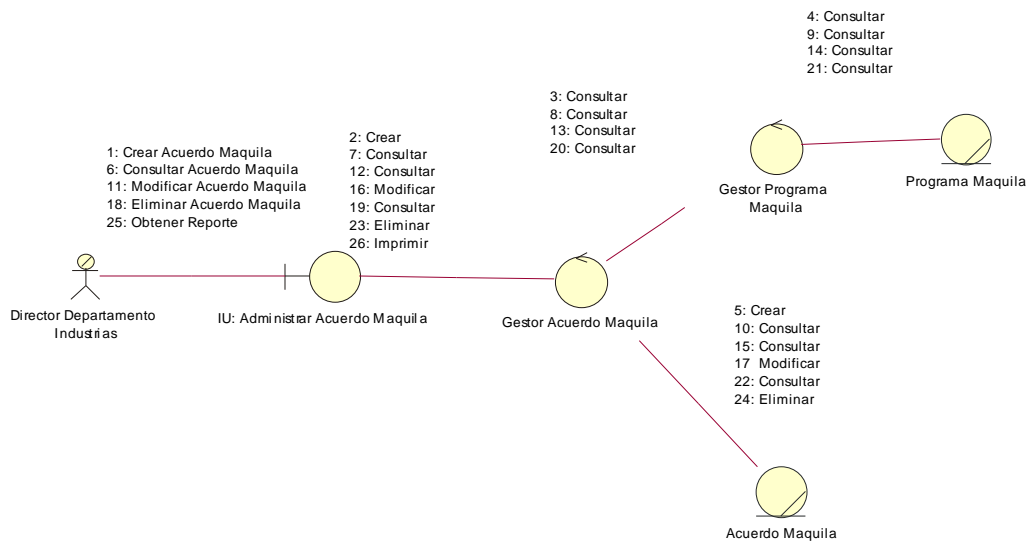 4: Consultar
9: Consultar
14: Consultar
21: Consultar
3: Consultar
8: Consultar
13: Consultar
20: Consultar
2: Crear
7: Consultar
12: Consultar
16: Modificar
19: Consultar
23: Eliminar
26: Imprimir
1: Crear Acuerdo Maquila
6: Consultar Acuerdo Maquila
11: Modificar Acuerdo Maquila
18: Eliminar Acuerdo Maquila
25: Obtener Reporte
Gestor Programa
Maquila
Programa Maquila
Director Departamento
Industrias
IU: Administrar Acuerdo Maquila
Gestor Acuerdo Maquila
5: Crear
10: Consultar
15: Consultar
17 Modificar
22: Consultar
24: Eliminar
Acuerdo Maquila